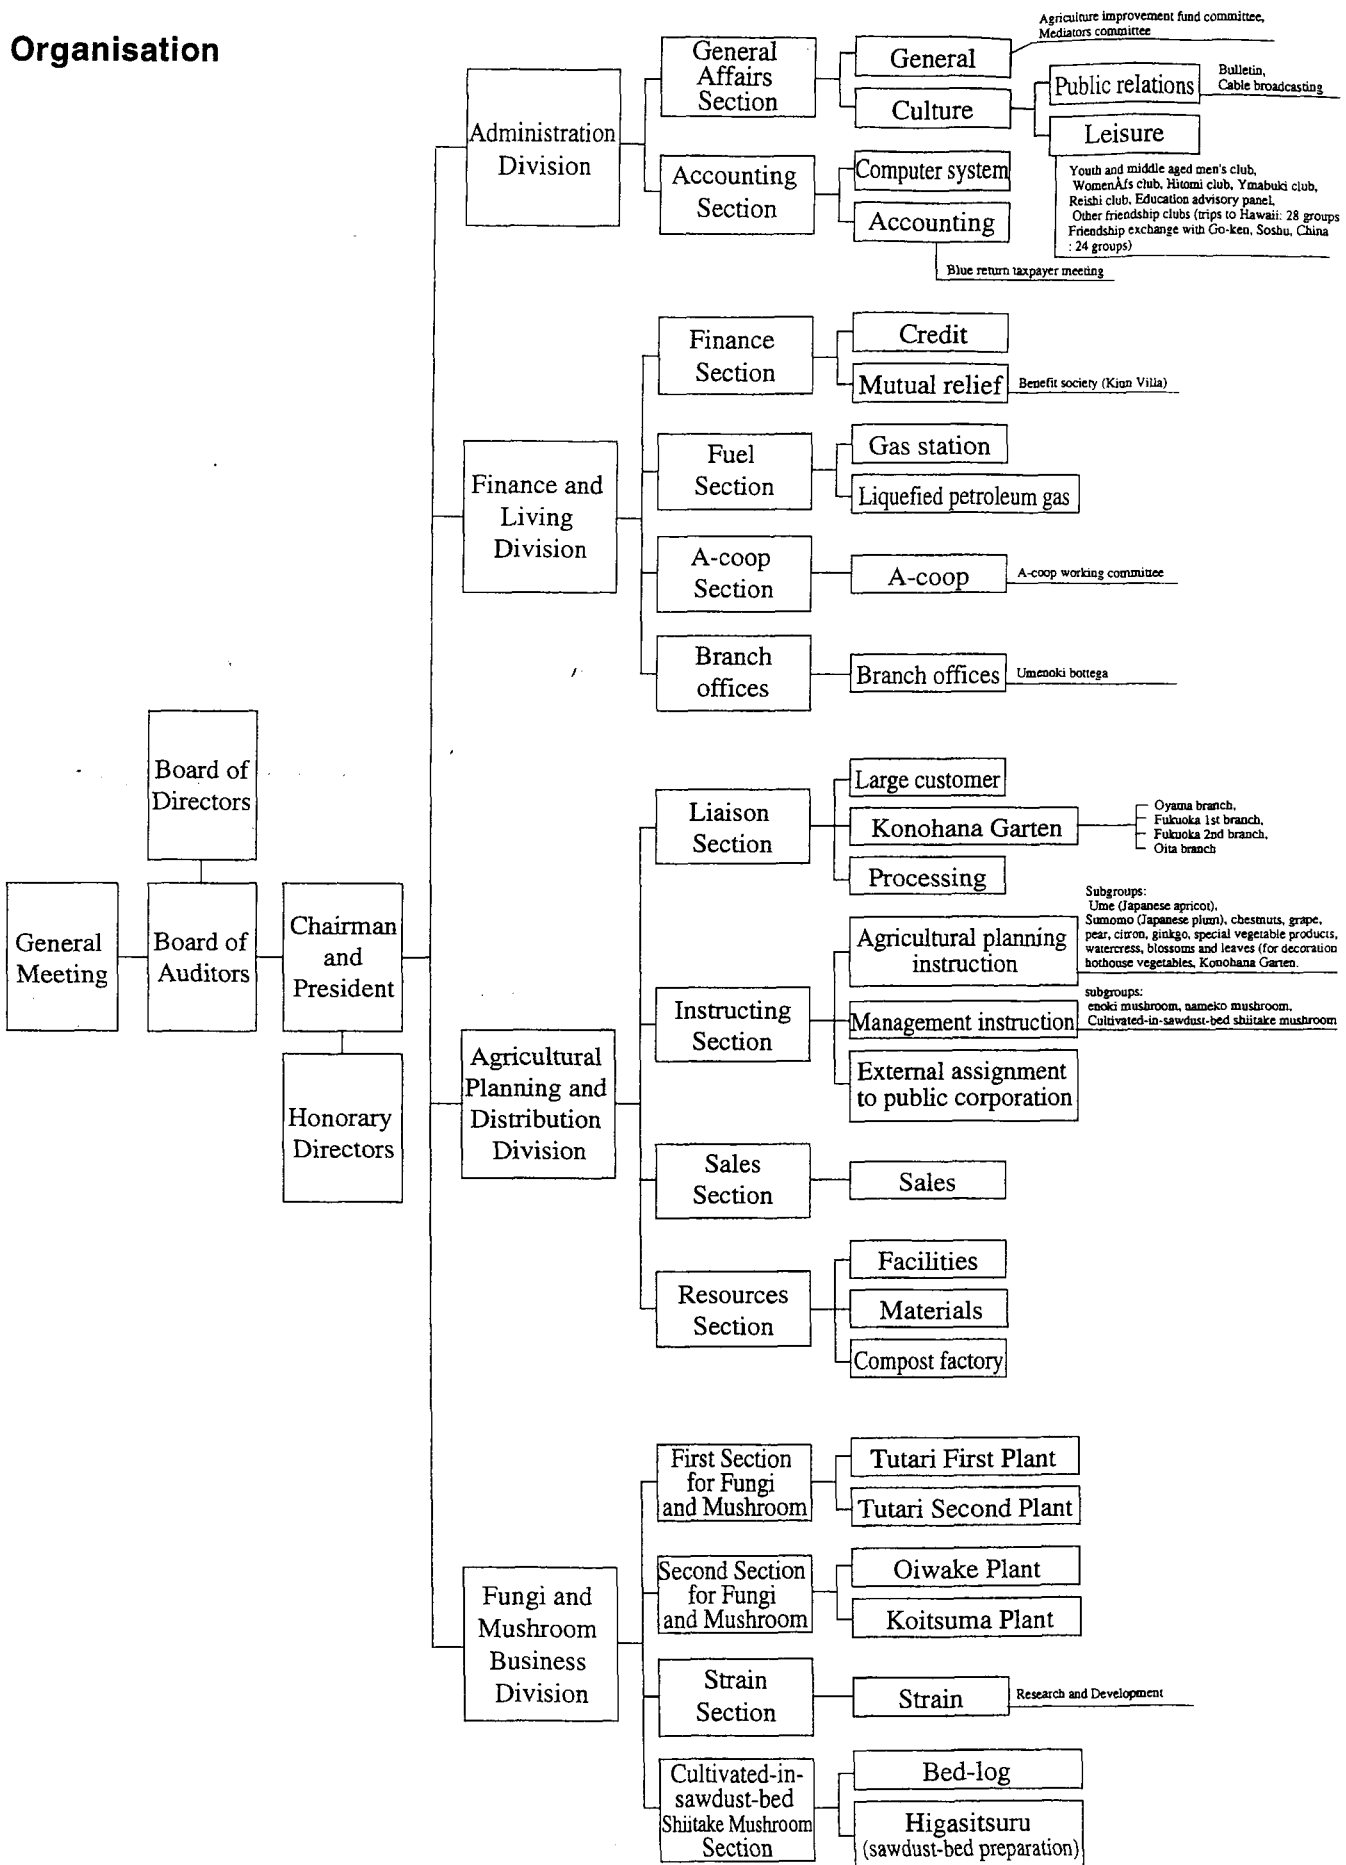 Organisation
General
Meeting
Board of
Directors
Board of
Auditors
Chairman
and
President
Honorary
Directors
Administration
Division
General
Affairs
Section
General
Agriculture improvement fund committee,
Mediators committee
Culture
Public relations
Bulletin,
Cable broadcasting
Leisure
Youth and middle aged men's club,
WomenÅfs club, Hitomi club, Ymabuki club,
Reishi club, Education advisory panel,
Other friendship clubs (trips to Hawaii: 28 groups
Friendship exchange with Go-ken, Soshu, China
: 24 groups)
Accounting
Section
Computer system
Accounting
Blue return taxpayer meeting
Finance and
Living
Division
Finance
Section
Credit
Mutual relief
Benefit society (Kiun Villa)
Fuel
Section
Gas station
Liquefied petroleum gas
A-coop
Section
A-coop
A-coop working committee
Branch
offices
Branch offices
Umenoki bottega
Agricultural
Planning and
Distribution
Division
Liaison
Section
Large customer
Konohana Garten
Oyama branch,
Fukuoka 1st branch,
Fukuoka 2nd branch,
Oita branch
Processing
Instructing
Section
Agricultural planning
instruction
Subgroups:
Ume (Japanese apricot),
Sumomo (Japanese plum), chestnuts, grape,
pear, citron, ginkgo, special vegetable products,
watercress, blossoms and leaves (for decoration
hothouse vegetables, Konohana Garten.
Management instruction
subgroups:
enoki mushroom, nameko mushroom,
Cultivated-in-sawdust-bed shiitake mushroom
External assignment
to public corporation
Sales
Section
Sales
Resources
Section
Facilities
Materials
Compost factory
Fungi and
Mushroom
Business
Division
First Section
for Fungi
and Mushroom
Tutari First Plant
Tutari Second Plant
Second Section
for Fungi
and Mushroom
Oiwake Plant
Koitsuma Plant
Strain
Section
Strain
Research and Development
Cultivated-in-
sawdust-bed
Shiitake Mushroom
Section
Bed-log
Higasitsuru
(sawdust-bed preparation)